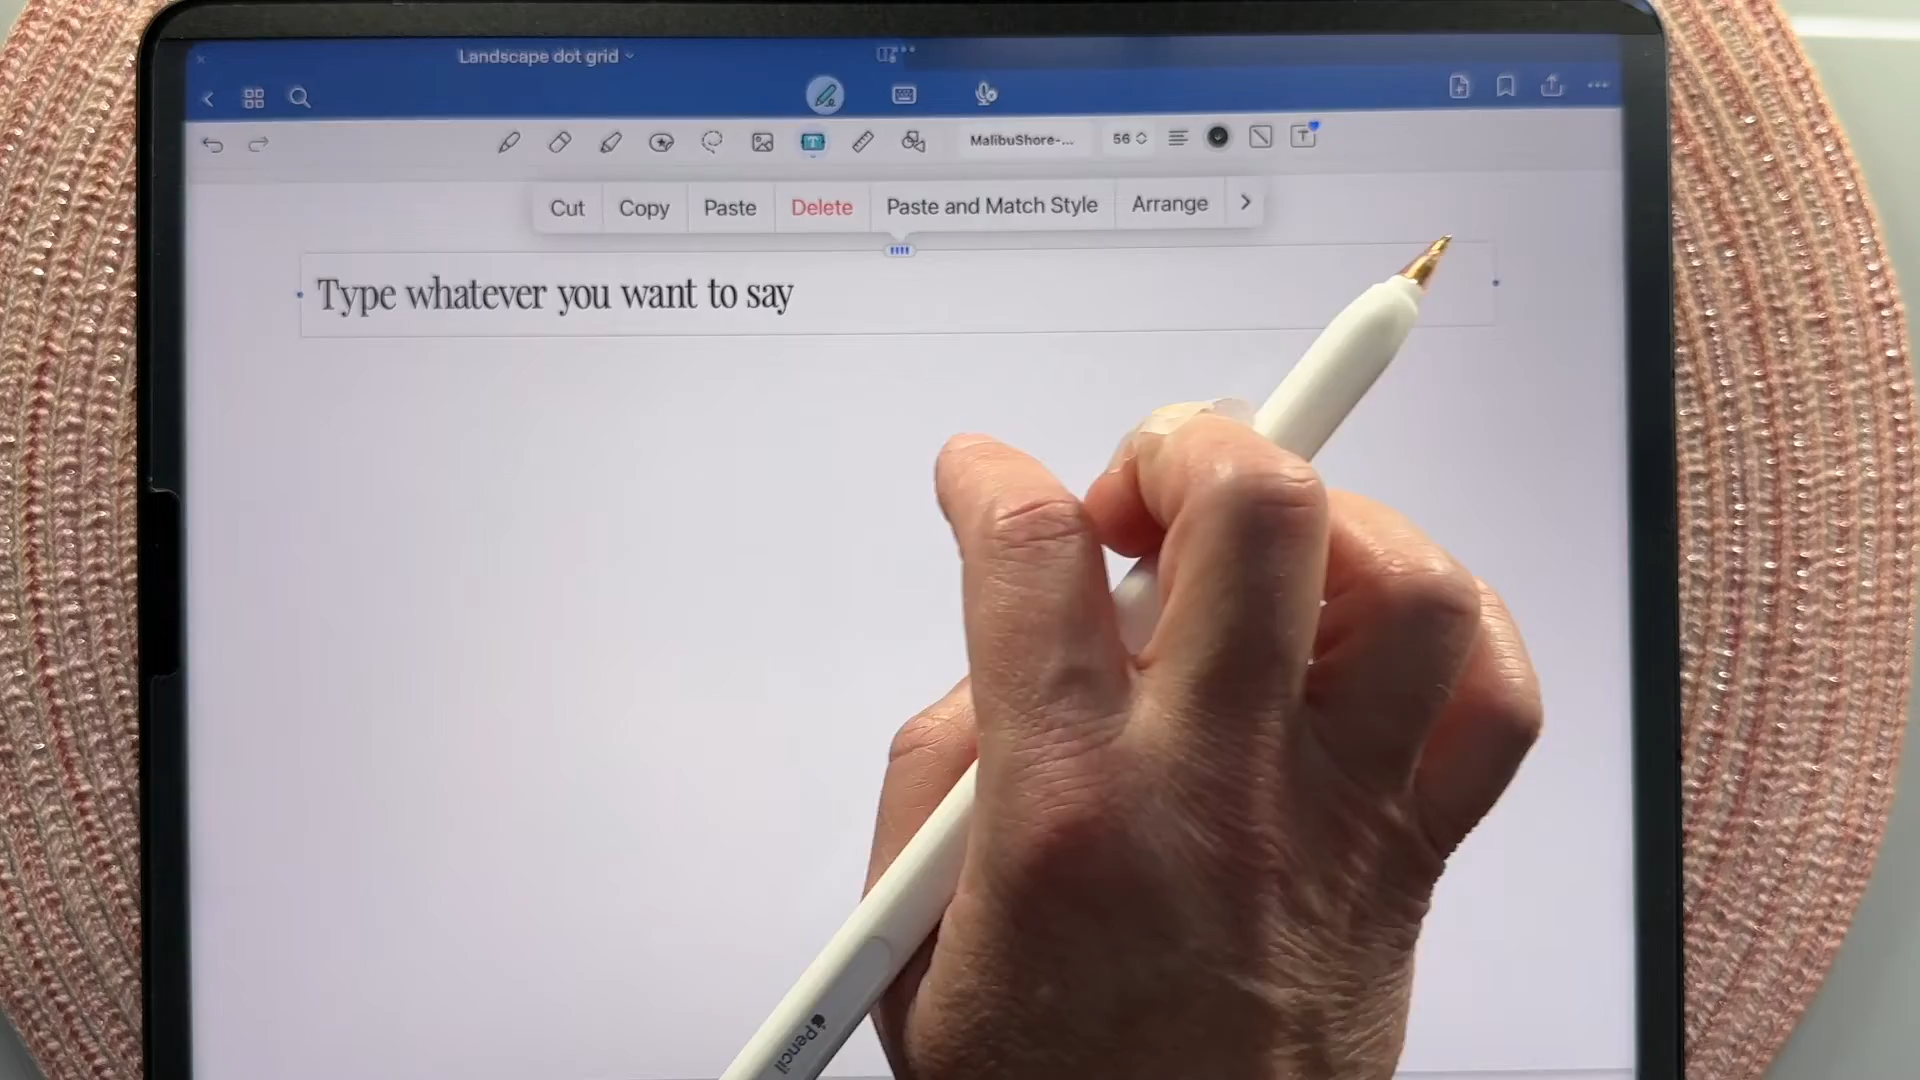 Landscape dot grid
MalibuShore-... 56
Cut Copy Paste Delete Paste and Match Style Arrange
Type whatever you want to say
Pencil